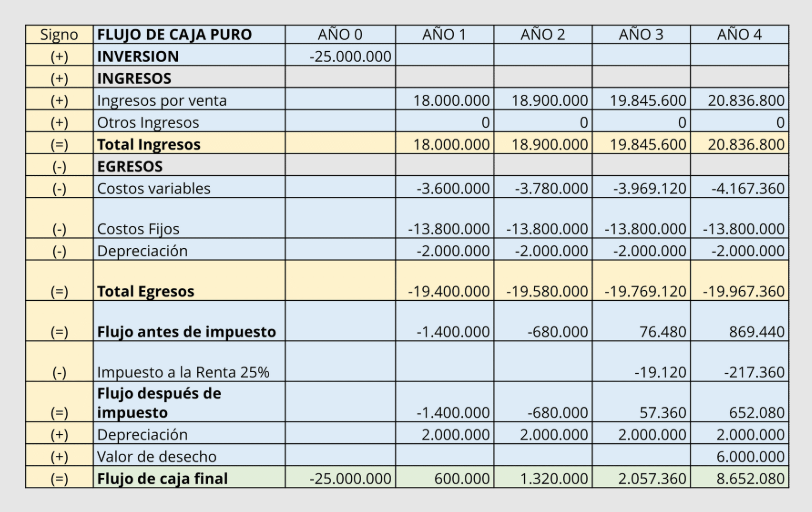 Signo FLUJO DE CAJA PURO AÑO 0 AÑO 1 AÑO 2 AÑO 3 AÑO 4
(+) INVERSION -25.000.000
(+) INGRESOS
(+) Ingresos por venta 18.000.000 18.900.000 19.845.600 20.836.800
(+) Otros Ingresos 0 0 0 0
(=) Total Ingresos 18.000.000 18.900.000 19.845.600 20.836.800
(-) EGRESOS
(-) Costos variables -3.600.000 -3.780.000 -3.969.120 -4.167.360
(-) Costos Fijos -13.800.000 -13.800.000 -13.800.000 -13.800.000
(-) Depreciación -2.000.000 -2.000.000 -2.000.000 -2.000.000
(=) Total Egresos -19.400.000 -19.580.000 -19.769.120 -19.967.360
(=) Flujo antes de impuesto -1.400.000 -680.000 76.480 869.440
(-) Impuesto a la Renta 25% -19.120 -217.360
Flujo después de
(=) impuesto -1.400.000 -680.000 57.360 652.080
(+) Depreciación 2.000.000 2.000.000 2.000.000 2.000.000
(+) Valor de desecho 6.000.000
(=) Flujo de caja final -25.000.000 600.000 1.320.000 2.057.360 8.652.080